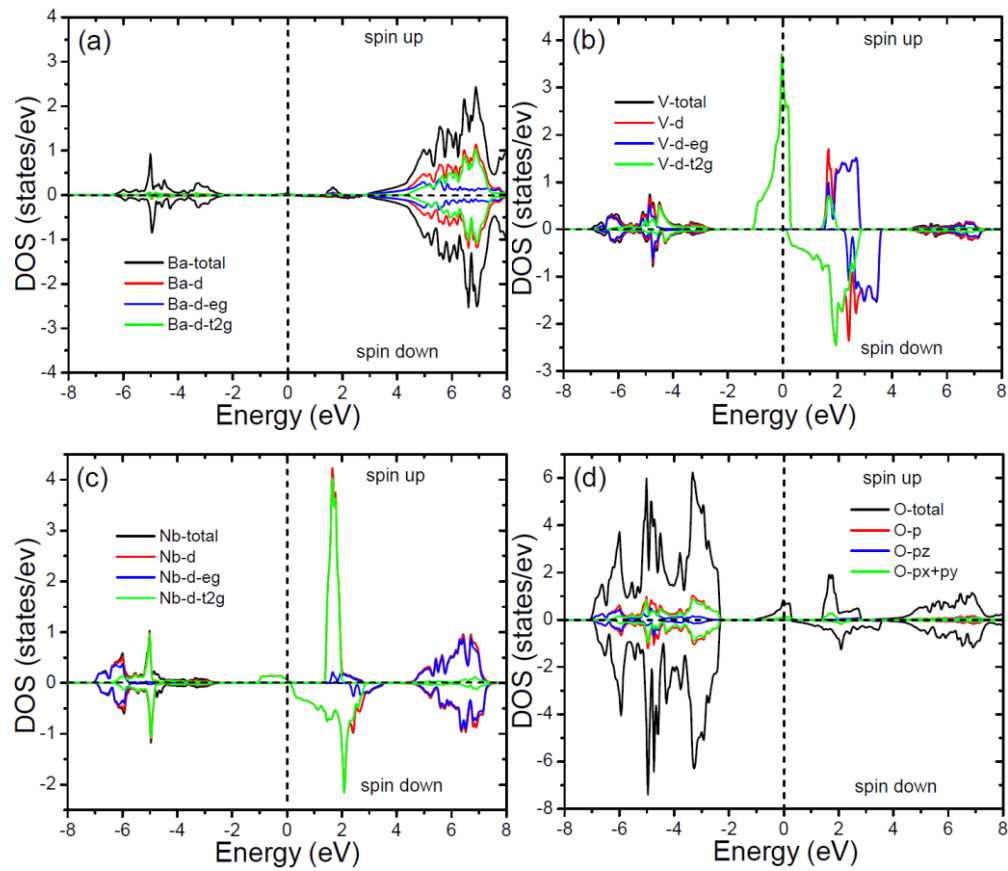 (a)
spin up
Ba-total
Ba-d
Ba-d-eg
Ba-d-t2g
spin down
4
3
2
1
0
-1
-2
-3
-4
DOS (states/ev)
-8 -6 -4 -2 0 2 4 6 8
Energy (eV)
(b)
spin up
V-total
V-d
V-d-eg
V-d-t2g
spin down
4
3
2
1
0
-1
-2
-3
DOS (states/ev)
-8 -6 -4 -2 0 2 4 6 8
Energy (eV)
(c)
spin up
Nb-total
Nb-d
Nb-d-eg
Nb-d-t2g
spin down
4
3
2
1
0
-1
-2
DOS (states/ev)
-8 -6 -4 -2 0 2 4 6 8
Energy (eV)
(d)
spin up
O-total
O-p
O-pz
O-px+py
spin down
6
4
2
0
-2
-4
-6
-8
DOS (states/ev)
-8 -6 -4 -2 0 2 4 6 8
Energy (eV)